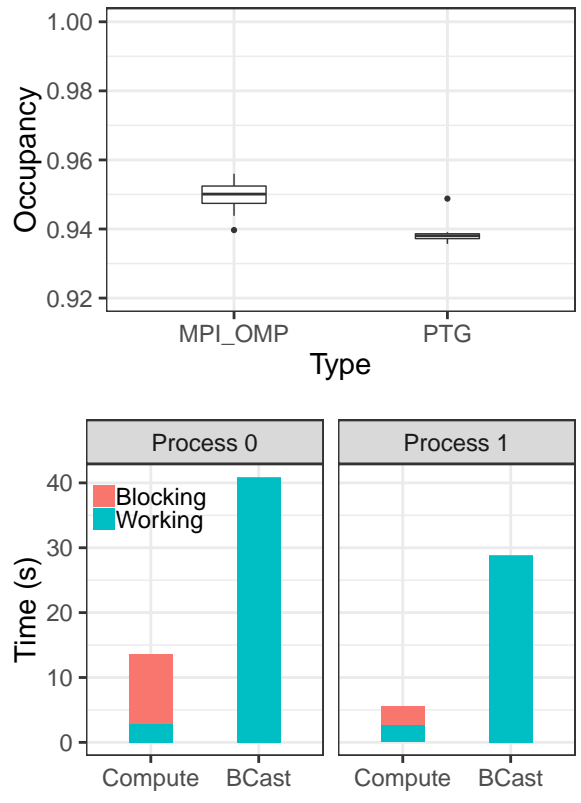 1.00
0.98
0.96
0.94
0.92
Occupancy
MPI_OMP PTG
Type
Process 0 Process 1
Blocking
Working
40
30
20
10
0
Time (s)
Compute BCast Compute BCast